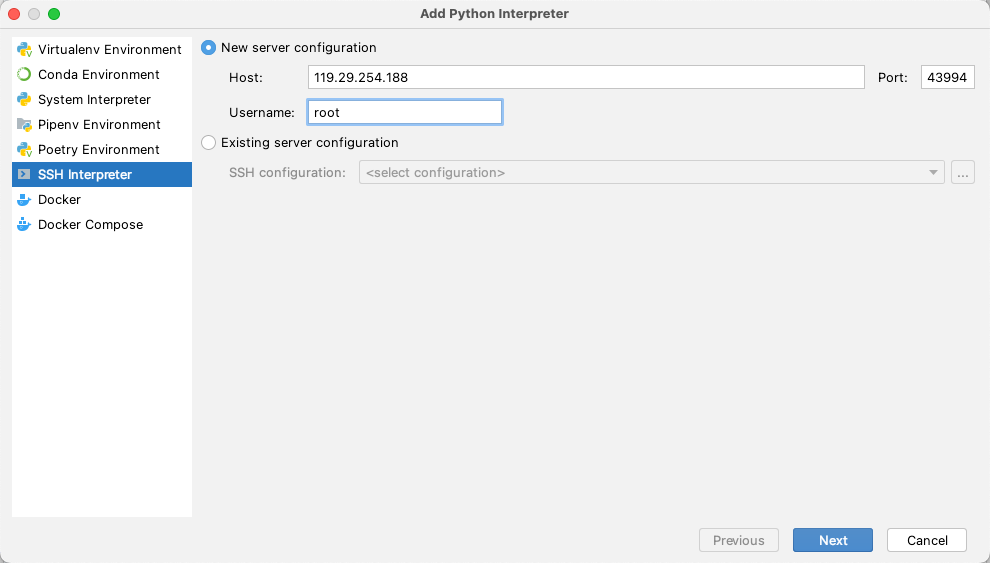 Add Python Interpreter
Virtualenv Environment
Conda Environment
System Interpreter
Pipenv Environment
Poetry Environment
SSH Interpreter
Docker
Docker Compose
New server configuration
Host: 119.29.254.188 Port: 43994
Username: root
Existing server configuration
SSH configuration: <select configuration> ...
Previous Next Cancel